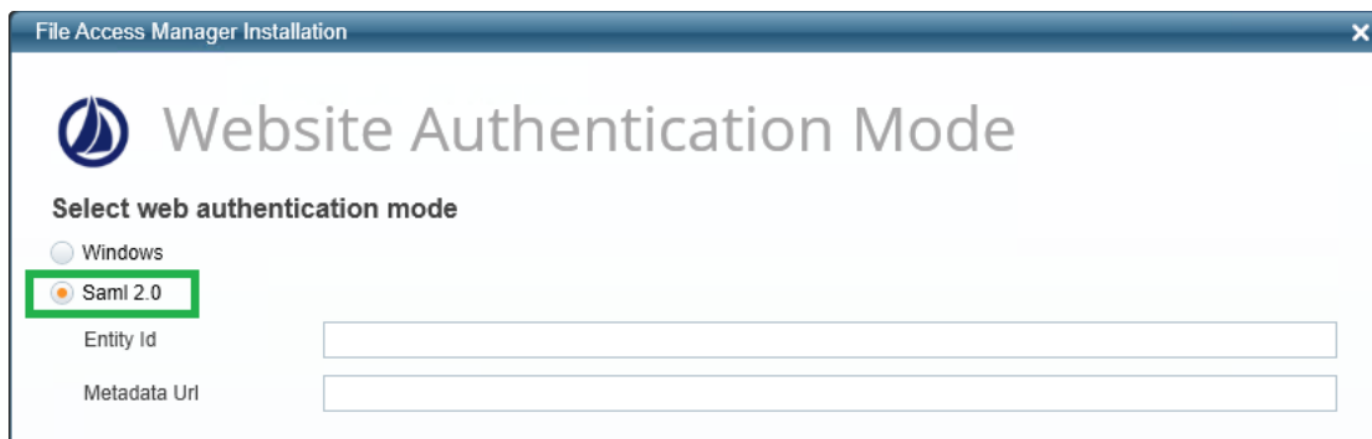 File Access Manager Installation
Website Authentication Mode
Select web authentication mode
Windows
Saml 2.0
Entity Id
Metadata Url